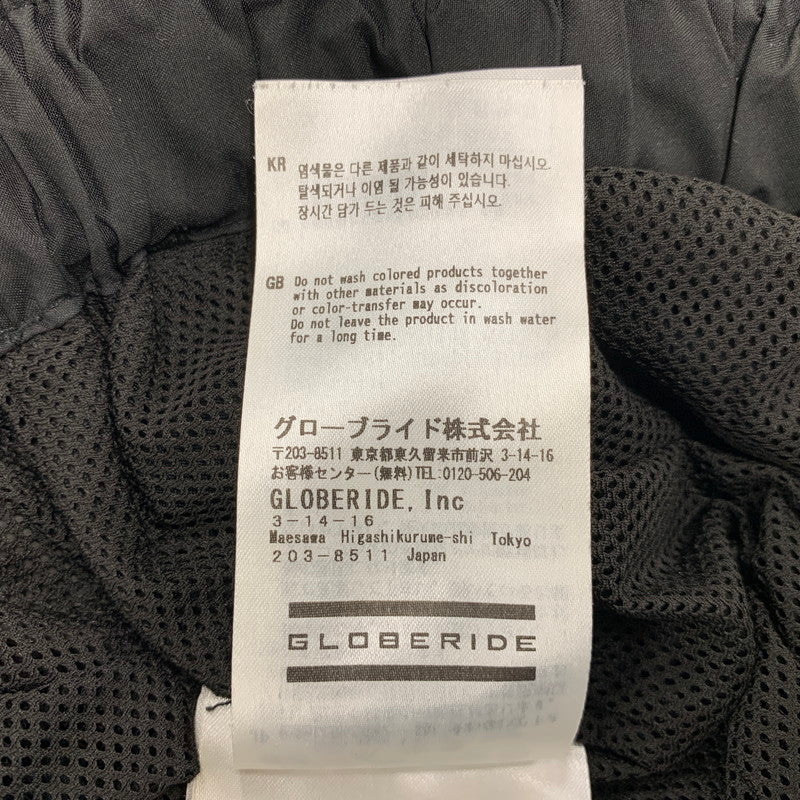 KR 염색물은 다른 제품과 같이 세탁하지 마십시오.
탈색되거나 이염 될 가능성이 있습니다.
장시간 담가 두는 것은 피해 주십시오.
GB Do not wash colored products together
with other materials as discoloration
or color-transfer may occur.
Do not leave the product in wash water
for a long time.
グローブライド株式会社
〒203-8511 東京都東久留米市前沢 3-14-16
お客様センター(無料)TEL:0120-506-204
GLOBERIDE, Inc
3-14-16
Maesawa Higashikurume-shi Tokyo
203-8511 Japan
GLOBERIDE